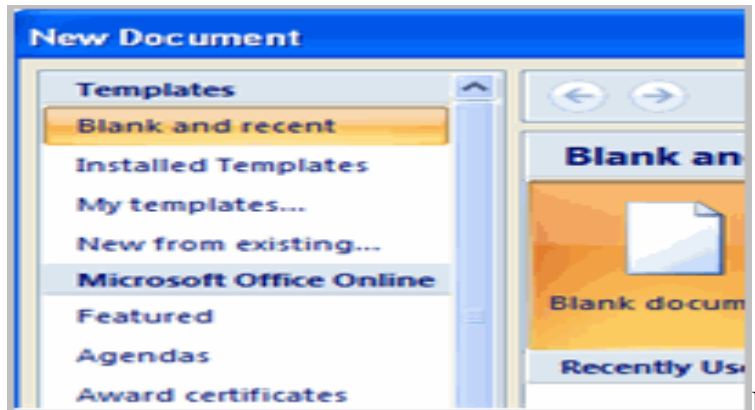 New Document
Templates
Blank and recent
Installed Templates
My templates...
New from existing...
Microsoft Office Online
Featured
Agendas
Award certificates
Blank an
Blank docum
Recently Us